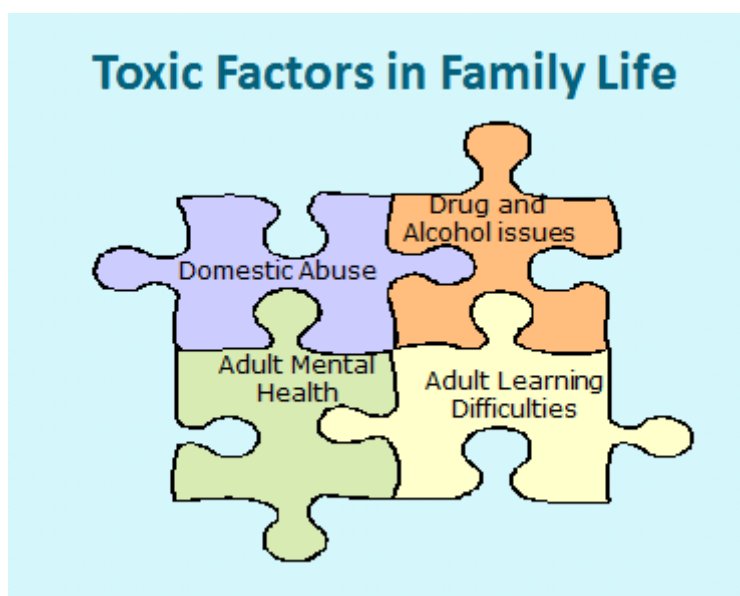 Toxic Factors in Family Life
Domestic Abuse
Drug and
Alcohol issues
Adult Mental
Health
Adult Learning
Difficulties